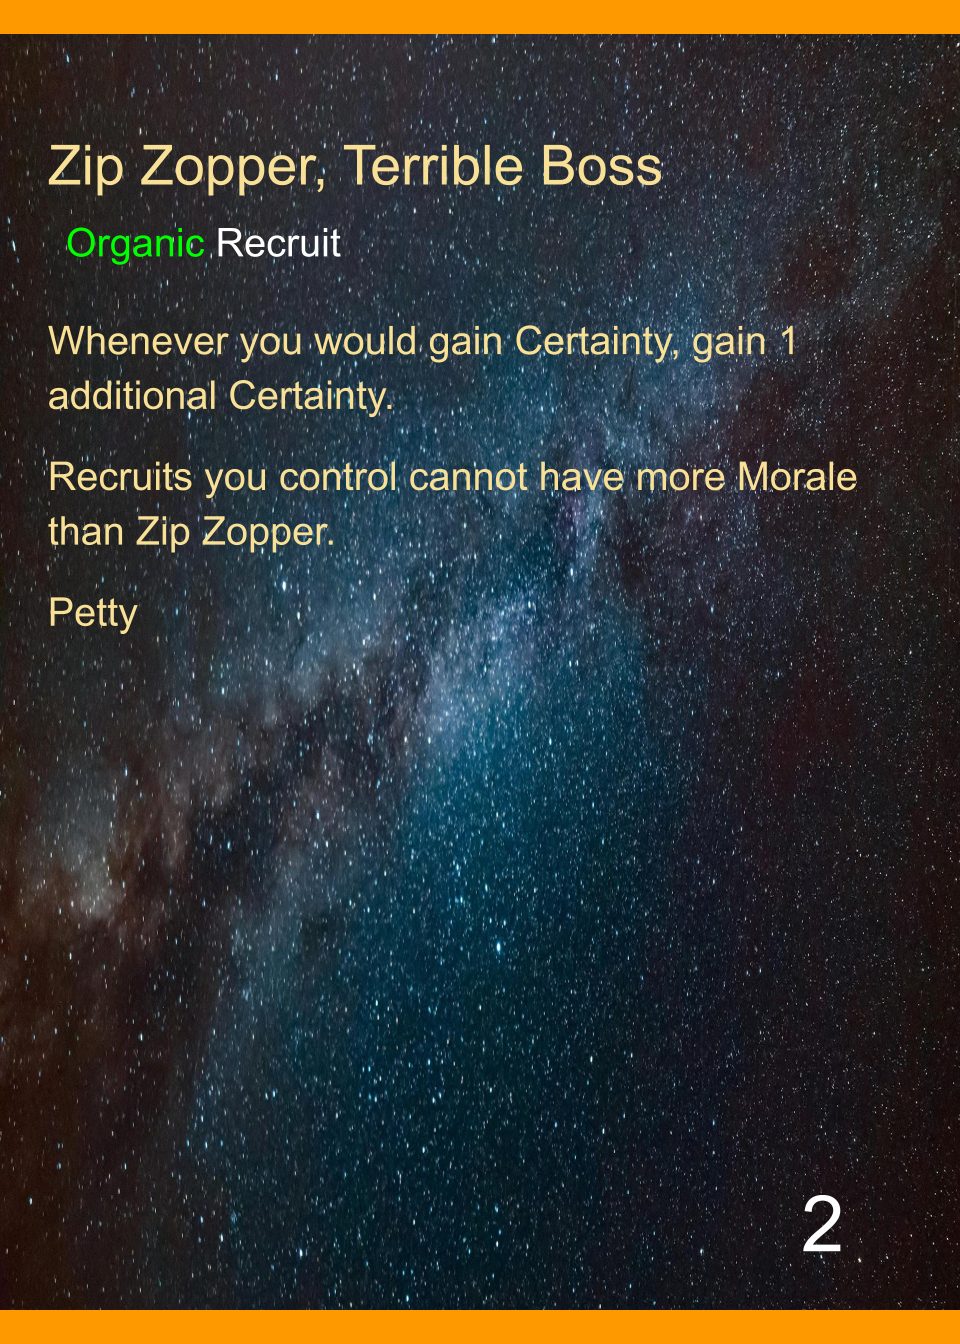 Zip Zopper, Terrible Boss
Organic Recruit
Whenever you would gain Certainty, gain 1
additional Certainty.
Recruits you control cannot have more Morale
than Zip Zopper.
Petty
2